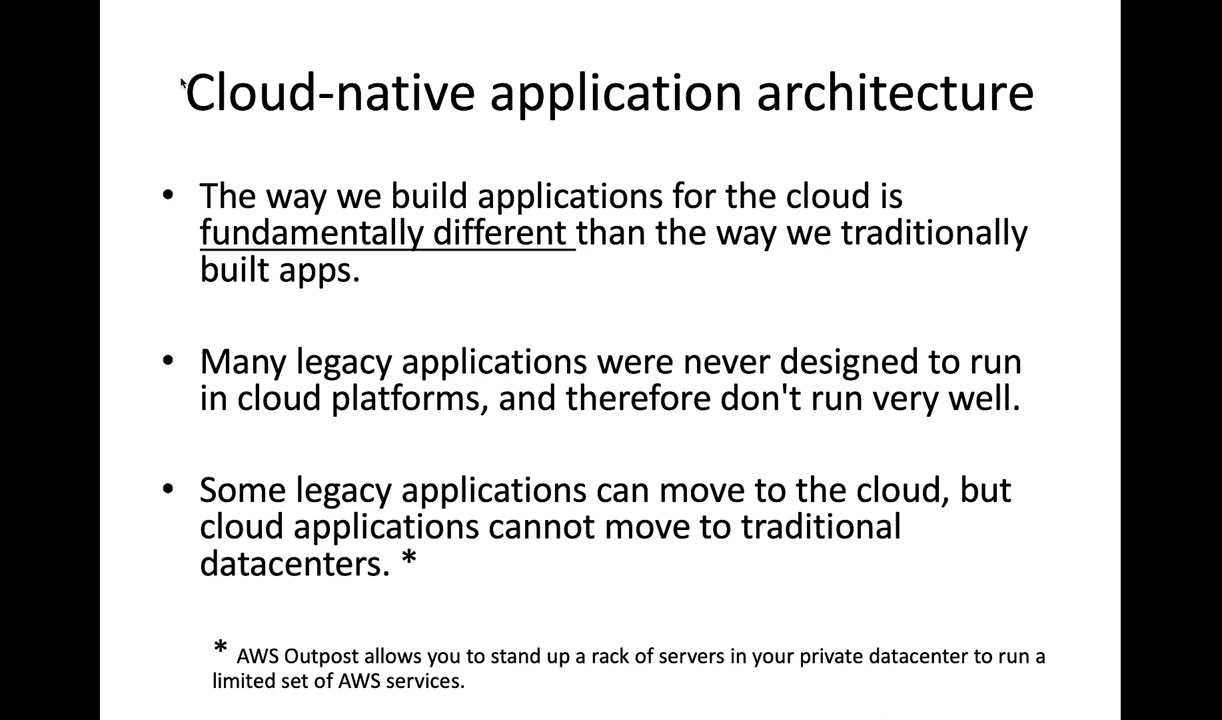 Cloud-native application architecture
• The way we build applications for the cloud is
fundamentally different than the way we traditionally
built apps.
• Many legacy applications were never designed to run
in cloud platforms, and therefore don't run very well.
• Some legacy applications can move to the cloud, but
cloud applications cannot move to traditional
datacenters. *
* AWS Outpost allows you to stand up a rack of servers in your private datacenter to run a
limited set of AWS services.